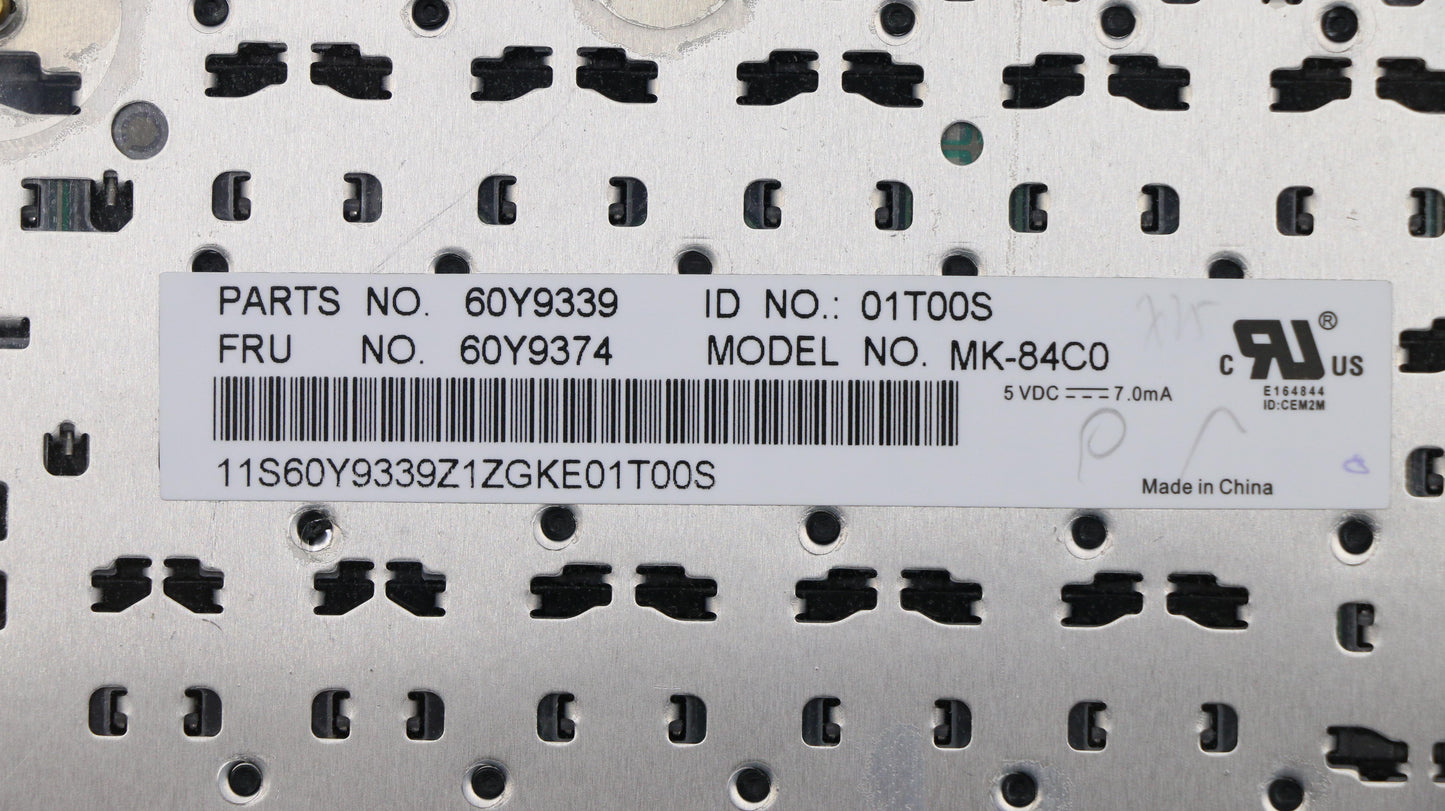 PARTS NO. 60Y9339 ID NO.: 01T00S
FRU NO. 60Y9374 MODEL NO. MK-84C0
5 VDC ⎓ 7.0mA
C RU ® US
E164844
ID:CEM2M
11S60Y9339Z1ZGKE01T00S
Made in China